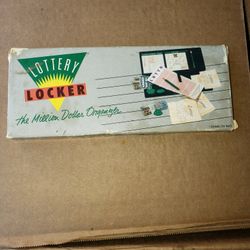 LOTTERY
LOCKER
the Million Dollar Organizer